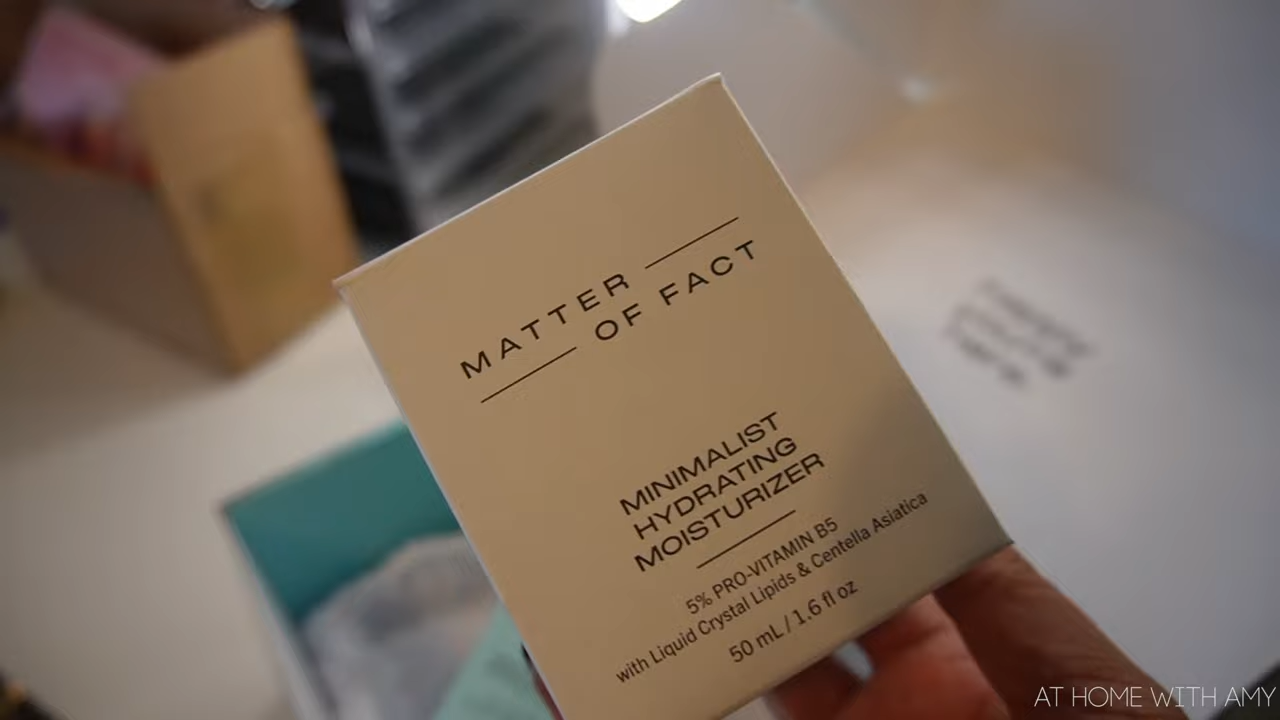 MATTER
OF FACT
MINIMALIST
HYDRATING
MOISTURIZER
5% PRO-VITAMIN B5
with Liquid Crystal Lipids & Centella Asiatica
50 mL / 1.6 fl oz
AT HOME WITH AMY